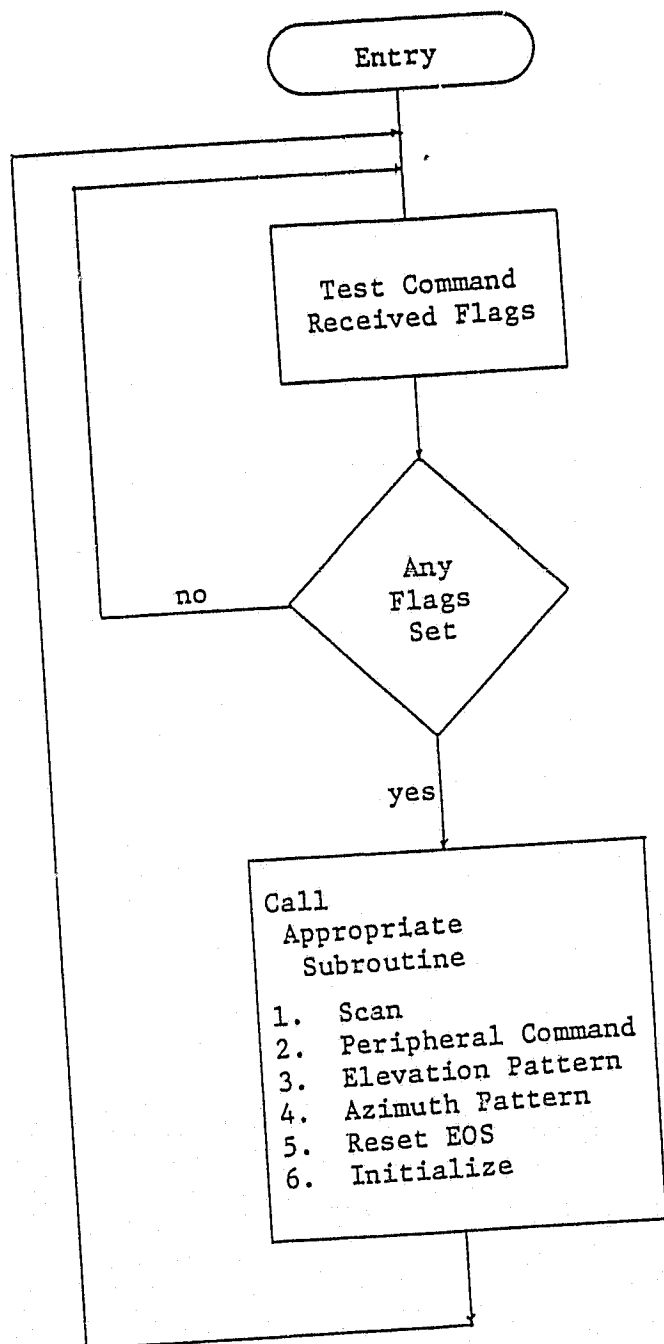 Entry
Test Command
Received Flags
Any
Flags
Set
no
yes
Call
Appropriate
Subroutine
1. Scan
2. Peripheral Command
3. Elevation Pattern
4. Azimuth Pattern
5. Reset EOS
6. Initialize